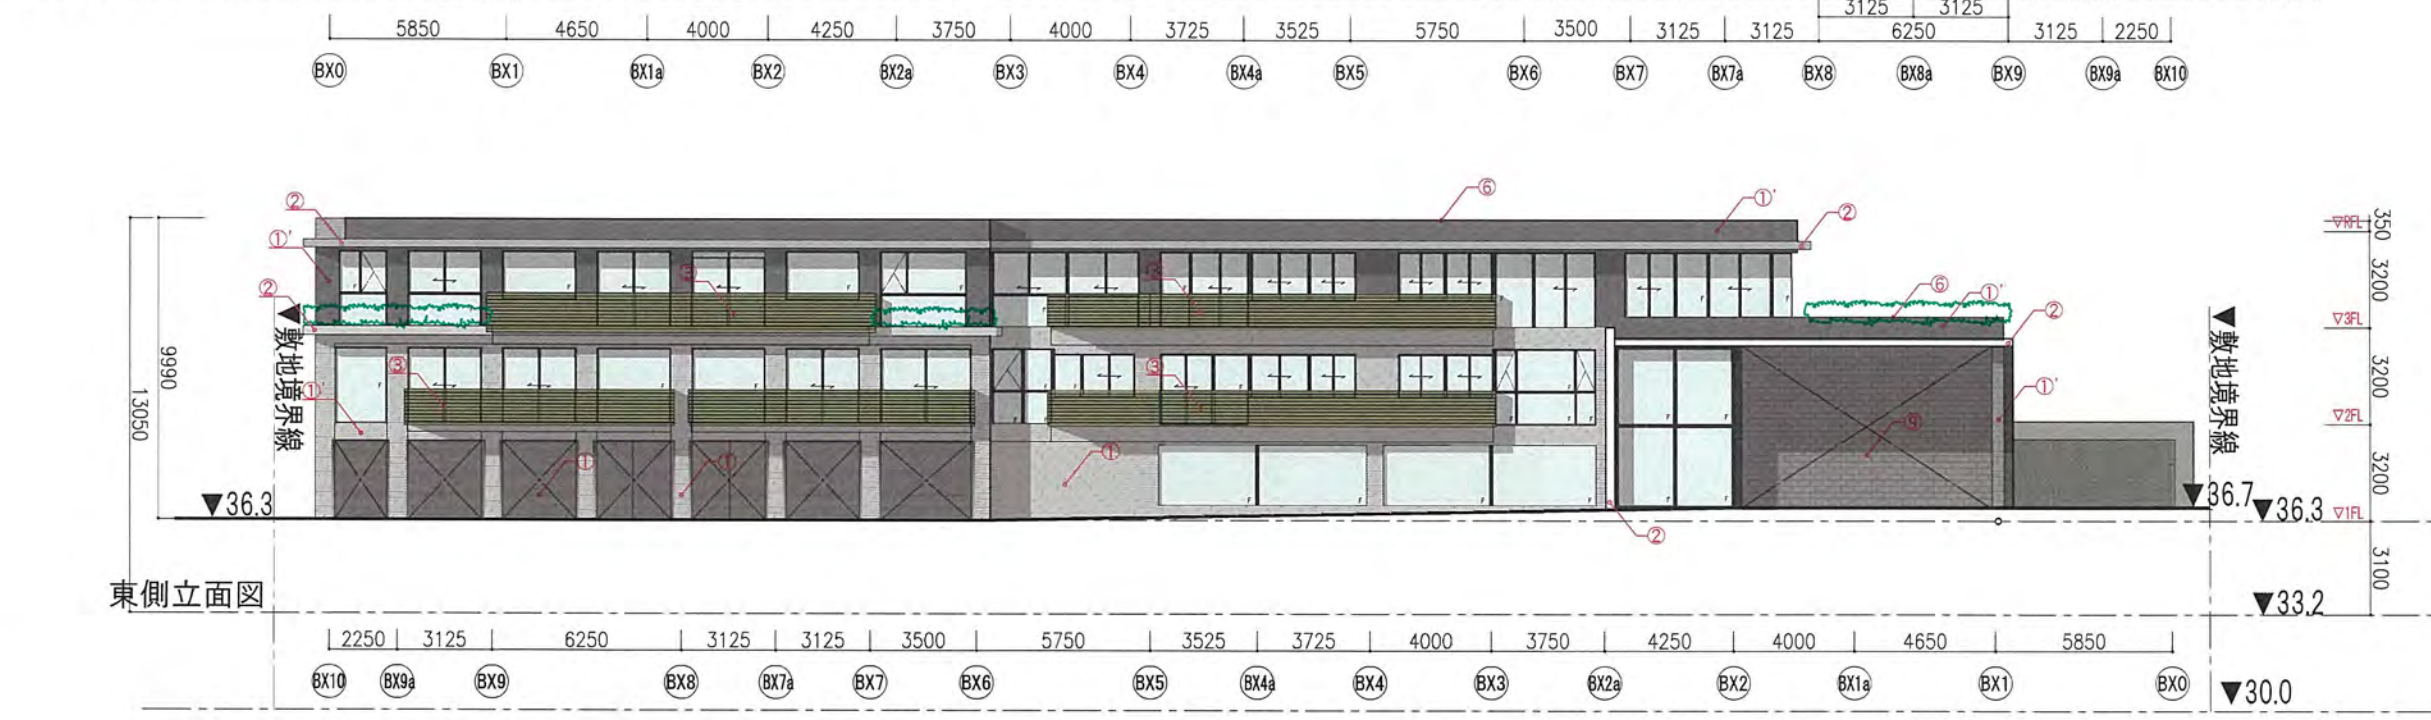 3125 3125
5850 4650 4000 4250 3750 4000 3725 3525 5750 3500 3125 3125 6250 3125 2250
BX0 BX1 BX1a BX2 BX2a BX3 BX4 BX4a BX5 BX6 BX7 BX7a BX8 BX8a BX9 BX9a BX10
⑥
② ①' ②
①'
② ③ ③ ⑥ ①' ②
③ ③ ①'
①'
① ① ① ⑨
②
9990
13050
▼敷地境界線
▼敷地境界線
350
3200
3200
3200
3100
▽RFL
▽3FL
▽2FL
▽1FL
▼36.3
▼36.7
▼36.3
東側立面図
▼33.2
2250 3125 6250 3125 3125 3500 5750 3525 3725 4000 3750 4250 4000 4650 5850
BX10 BX9a BX9 BX8 BX7a BX7 BX6 BX5 BX4a BX4 BX3 BX2a BX2 BX1a BX1 BX0
▼30.0